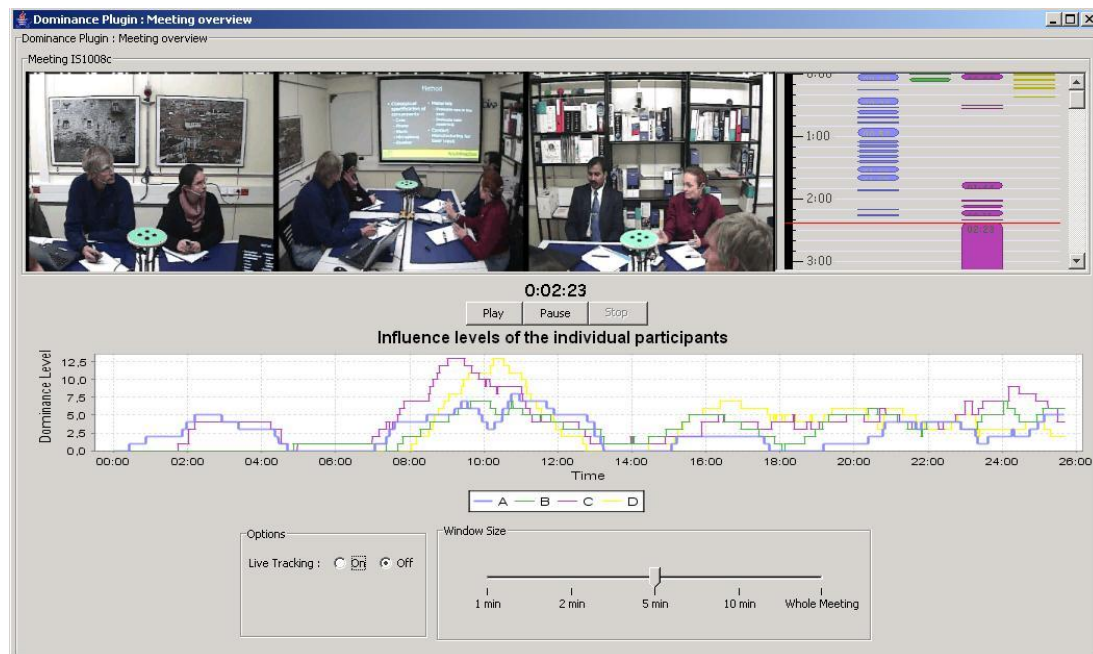 Dominance Plugin : Meeting overview
Dominance Plugin : Meeting overview
Meeting IS1008c
Method
0:00
1:00
2:00
02:23
3:00
0:02:23
Play Pause Stop
Influence levels of the individual participants
Dominance Level
12,5
10,0
7,5
5,0
2,5
0,0
00:00 02:00 04:00 06:00 08:00 10:00 12:00 14:00 16:00 18:00 20:00 22:00 24:00 26:00
Time
A B C D
Options
Live Tracking : On Off
Window Size
1 min 2 min 5 min 10 min Whole Meeting